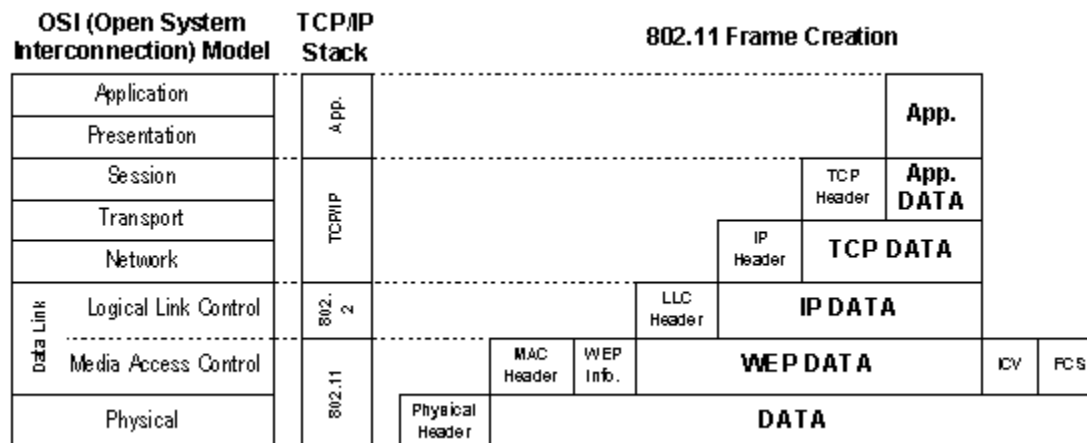 OSI (Open System
Interconnection) Model
TCP/IP
Stack
802.11 Frame Creation
Application
Presentation
Session
Transport
Network
Data Link
Logical Link Control
Media Access Control
Physical
App.
TCP/IP
802.
2
802.11
App.
TCP
Header
App.
DATA
IP
Header
TCP DATA
LLC
Header
IP DATA
MAC
Header
WEP
Info.
WEP DATA
ICV
FCS
Physical
Header
DATA